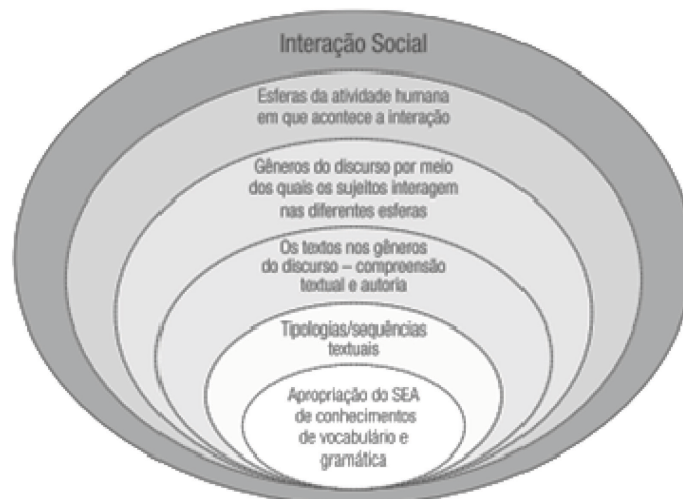 Interação Social
Esferas da atividade humana
em que acontece a interação
Gêneros do discurso por meio
dos quais os sujeitos interagem
nas diferentes esferas
Os textos nos gêneros
do discurso – compreensão
textual e autoria
Tipologias/sequências
textuais
Apropriação do SEA
de conhecimentos
de vocabulário e
gramática